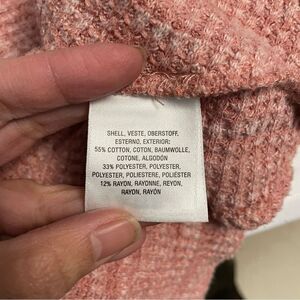 SHELL, VESTE, OBERSTOFF,
ESTERNO, EXTERIOR:
55% COTTON, COTON, BAUMWOLLE,
COTONE, ALGODÓN
33% POLYESTER, POLYESTER,
POLYESTER, POLIESTERE, POLIÉSTER
12% RAYON, RAYONNE, REYON,
RAYON, RAYÓN